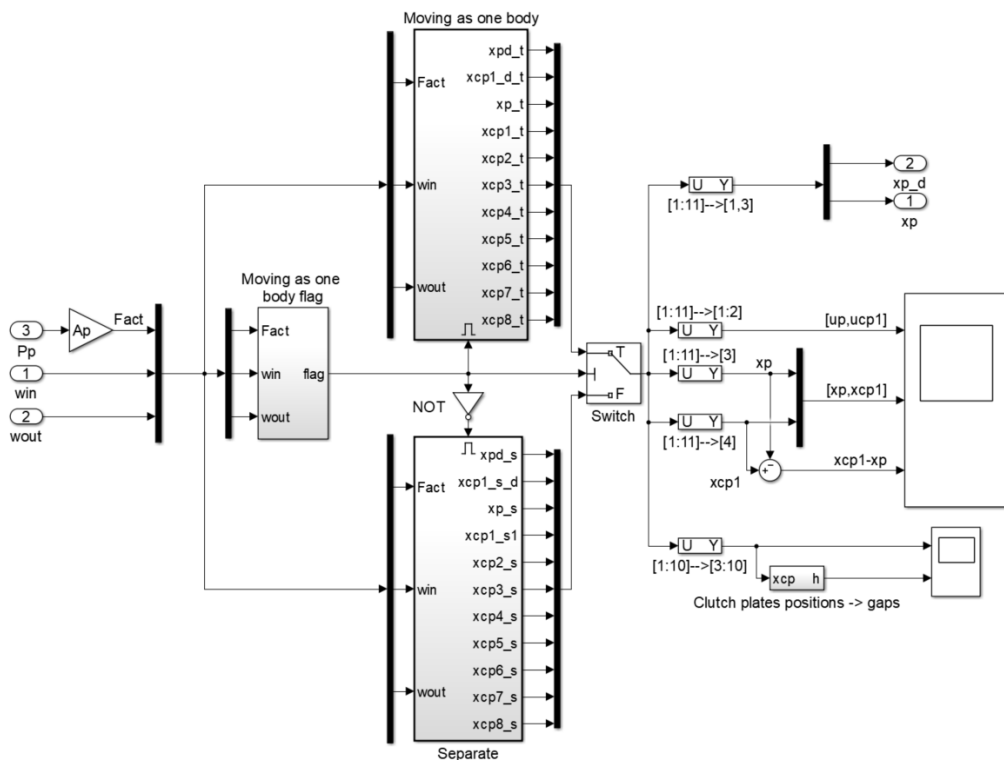 Moving as one body
Fact
win
wout
xpd_t
xcp1_d_t
xp_t
xcp1_t
xcp2_t
xcp3_t
xcp4_t
xcp5_t
xcp6_t
xcp7_t
xcp8_t
3
Pp
Ap
Fact
1
win
2
wout
Moving as one
body flag
Fact
win
wout
flag
NOT
T
F
Switch
Fact
win
wout
xpd_s
xcp1_s_d
xp_s
xcp1_s1
xcp2_s
xcp3_s
xcp4_s
xcp5_s
xcp6_s
xcp7_s
xcp8_s
Separate
U Y
[1:11]-->[1,3]
2
xp_d
1
xp
[1:11]-->[1:2]
U Y
[up,ucp1]
[1:11]-->[3]
U Y
xp
[xp,xcp1]
U Y
[1:11]-->[4]
xcp1
+
−
xcp1-xp
U Y
[1:10]-->[3:10]
xcp h
Clutch plates positions -> gaps